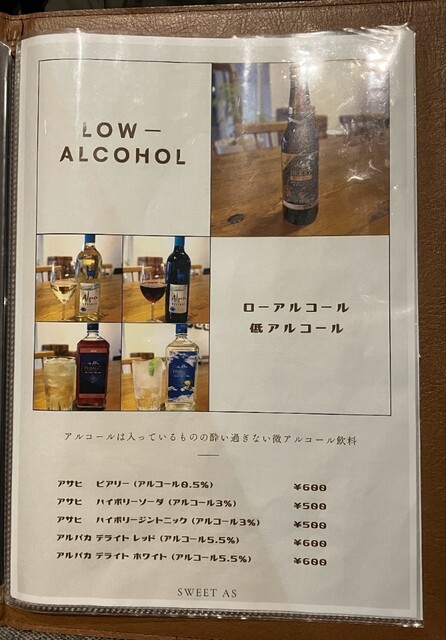 LOW—
ALCOHOL
ローアルコール
低アルコール
アルコールは入っているものの酔い過ぎない微アルコール飲料
アサヒ ビアリー (アルコール0.5%) ¥600
アサヒ ハイボリーソーダ (アルコール3%) ¥500
アサヒ ハイボリージントニック (アルコール3%) ¥500
アルパカ デライト レッド (アルコール5.5%) ¥600
アルパカ デライト ホワイト (アルコール5.5%) ¥600
SWEET AS